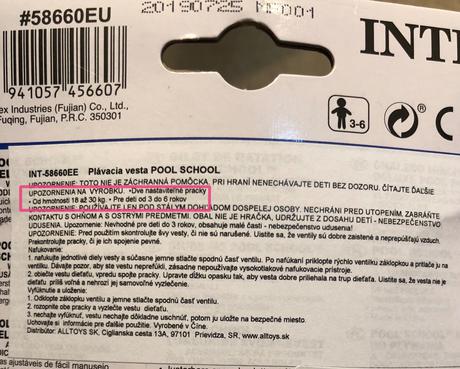 20190725 N5001
#58660EU
INT
941057 456607
ex Industries (Fujian) Co., Ltd.,
Fujian, P.R.C. 350301
3-6
INT-58660EE Plávacia vesta POOL SCHOOL
UPOZORNENIE: TOTO NIE JE ZÁCHRANNÁ POMÔCKA. PRI HRANÍ NENECHÁVAJTE DETI BEZ DOZORU. ČÍTAJTE ĎALŠIE
UPOZORNENIA NA VÝROBKU. •Dve nastaviteľné pracky
• Od hmotnosti 18 až 30 kg. • Pre deti od 3 do 6 rokov
UPOZORNENIE: POUŽÍVAJTE LEN POD STÁLYM DOHĽADOM DOSPELEJ OSOBY. NECHRÁNI PRED UTOPENÍM. ZABRÁŇTE
KONTAKTU S OHŇOM A S OSTRÝMI PREDMETMI. OBAL NIE JE HRAČKA, UDRŽUJTE Z DOSAHU DETÍ - NEBEZPEČENSTVO
UDUSENIA. Upozornenie: Nevhodné pre deti do 3 rokov, obsahuje malé časti - nebezpečenstvo udusenia!
UPOZORNENIE: Pred použitím skontrolujte všetky švy, či nie sú narušené. Uistite sa, že ventily sú dobre zaistené a neprepúšťajú vzduch.
Prekontrolujte pracky, či je ich spojenie pevné.
Nafukovanie:
1. nafukujte jednotlivé diely vesty a súčasne jemne stlačte spodnú časť ventilu. Po nafúkaní priklopte rýchlo ventilu záklopkou a pritlačte ju na
ventilu. Dávajte pozor, aby ste vestu neprefúkli, zásadne nepoužívajte vysokotlakové nafukovacie prístroje.
2. oblečte vestu dieťaťu, vpredu spojte pracky. Upravte dĺžku opasku tak, aby vesta dobre priliehala na trup dieťaťa. Uistite sa, že vesta nie je
dieťaťu príliš voľná a nehrozí jej samovoľné vyzlečenie.
Vyfúknutie a uloženie:
1. Odklopte záklopku ventilu a jemne stlačte spodnú časť ventilu.
2. rozopnite obe pracky a vyzlečte vestu dieťaťu.
3. nechajte vyfúknuť, vestu nechajte dôkladne uschnúť, potom ju uložte na bezpečné miesto.
Uchovajte si informácie pre ďalšie použitie. Vyrobené v Číne.
Distribútor: ALLTOYS SK, Ciglianska cesta 13A, 97101, Prievidza, SR, www.alltoys.sk
ajustáveis de fácil manuseio